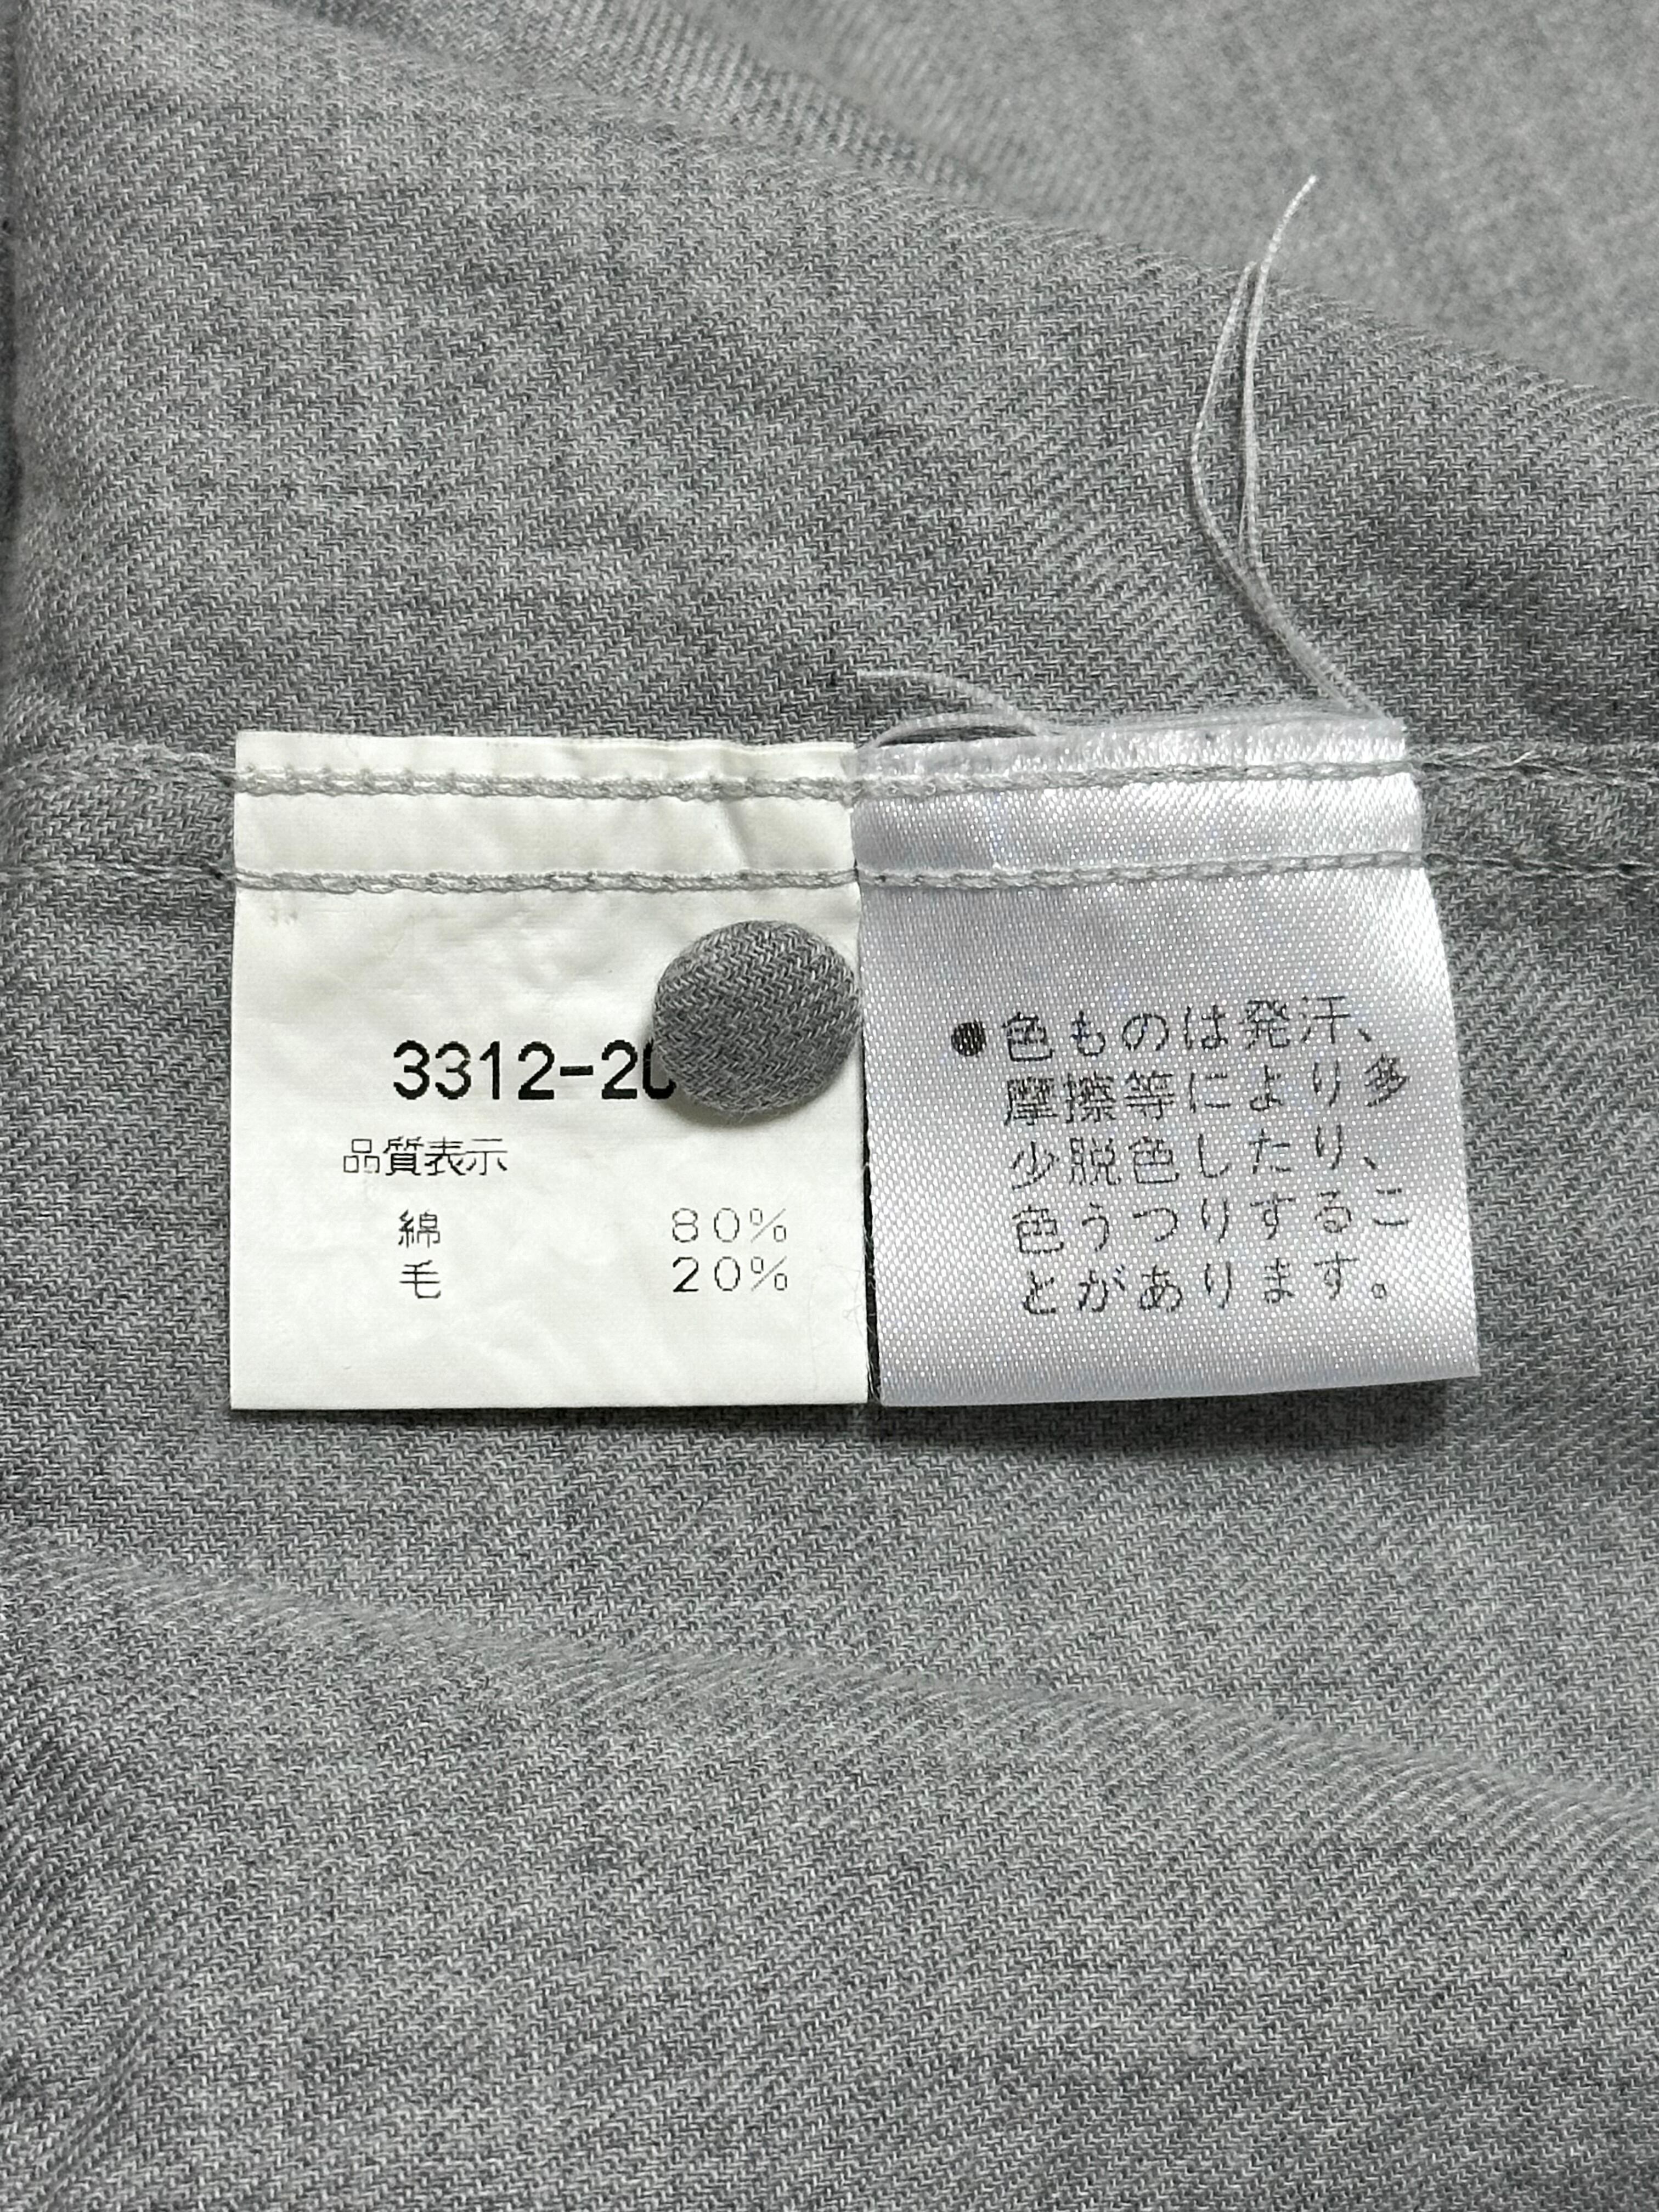 3312-20
品質表示
綿 80%
毛 20%
●色ものは発汗、
摩擦等により多
少脱色したり、
色うつりするこ
とがあります。